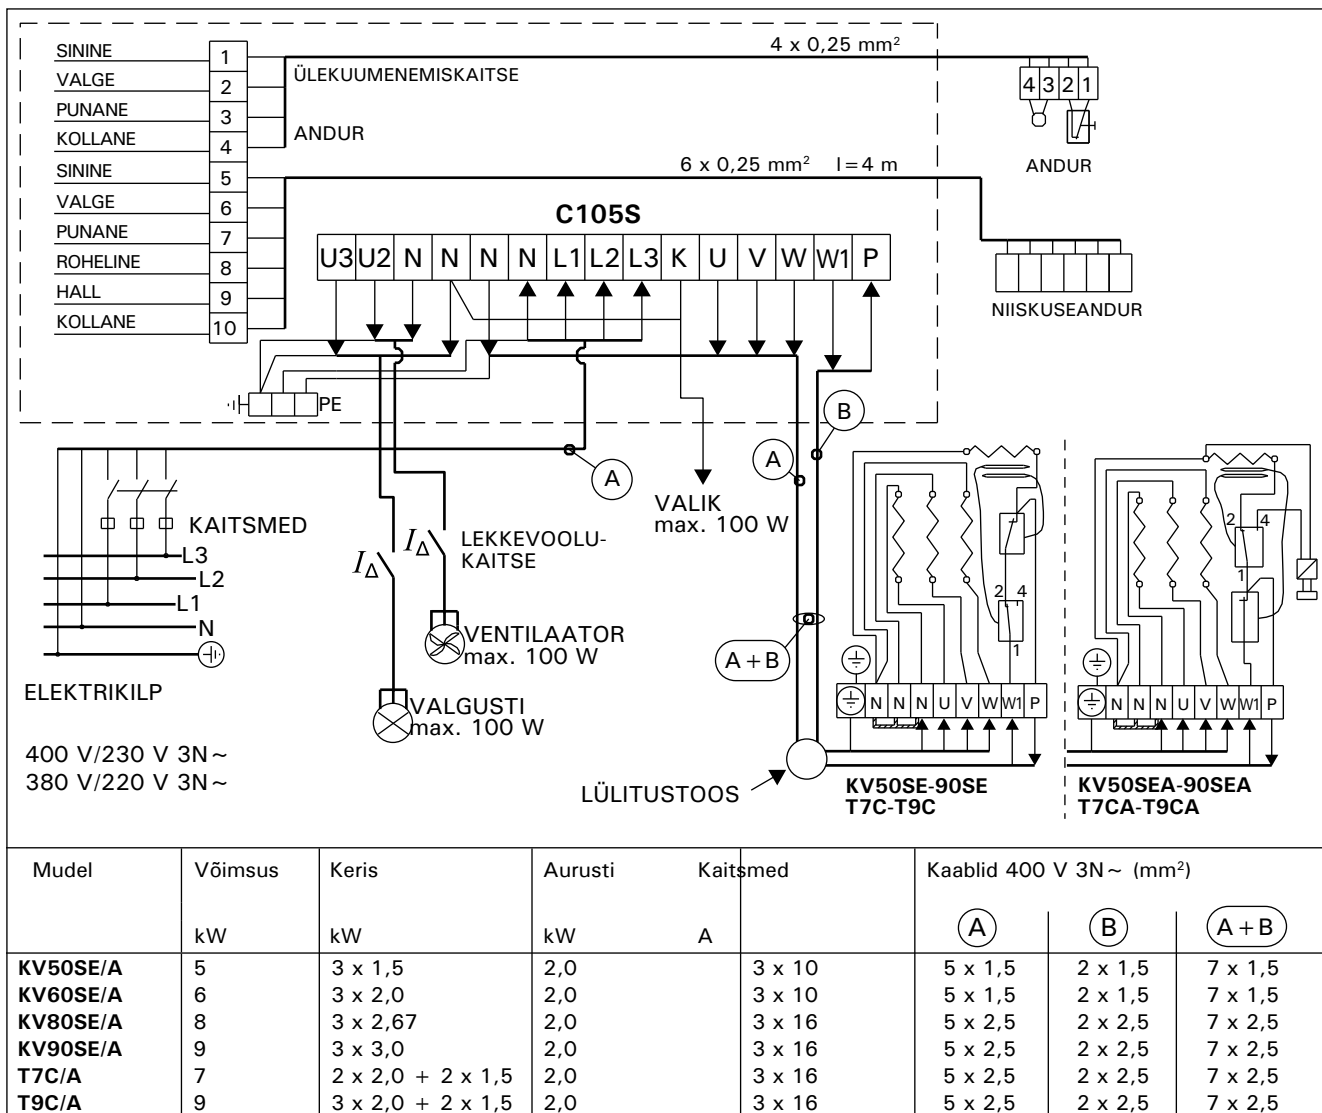 SININE 1
VALGE 2
PUNANE 3
KOLLANE 4
SININE 5
VALGE 6
PUNANE 7
ROHELINE 8
HALL 9
KOLLANE 10
ÜLEKUUMENEMISKAITSE
ANDUR
4 x 0,25 mm²
4 3 2 1
ANDUR
6 x 0,25 mm² l=4 m
NIISKUSEANDUR
C105S
U3 U2 N N N N L1 L2 L3 K U V W W1 P
PE
A
B
A
A+B
VALIK
max. 100 W
KAITSMED
L3
L2
L1
N
ELEKTRIKILP
400 V/230 V 3N~
380 V/220 V 3N~
I∆
I∆
LEKKEVOOLU-
KAITSE
VENTILAATOR
max. 100 W
VALGUSTI
max. 100 W
LÜLITUSTOOS
2 4
1
N N N U V W W1 P
KV50SE-90SE
T7C-T9C
2 4
1
N N N U V W W1 P
KV50SEA-90SEA
T7CA-T9CA
Mudel Võimsus Keris Aurusti Kaitsmed Kaablid 400 V 3N~ (mm²)
kW kW kW A A B A+B
KV50SE/A 5 3 x 1,5 2,0 3 x 10 5 x 1,5 2 x 1,5 7 x 1,5
KV60SE/A 6 3 x 2,0 2,0 3 x 10 5 x 1,5 2 x 1,5 7 x 1,5
KV80SE/A 8 3 x 2,67 2,0 3 x 16 5 x 2,5 2 x 2,5 7 x 2,5
KV90SE/A 9 3 x 3,0 2,0 3 x 16 5 x 2,5 2 x 2,5 7 x 2,5
T7C/A 7 2 x 2,0 + 2 x 1,5 2,0 3 x 16 5 x 2,5 2 x 2,5 7 x 2,5
T9C/A 9 3 x 2,0 + 2 x 1,5 2,0 3 x 16 5 x 2,5 2 x 2,5 7 x 2,5